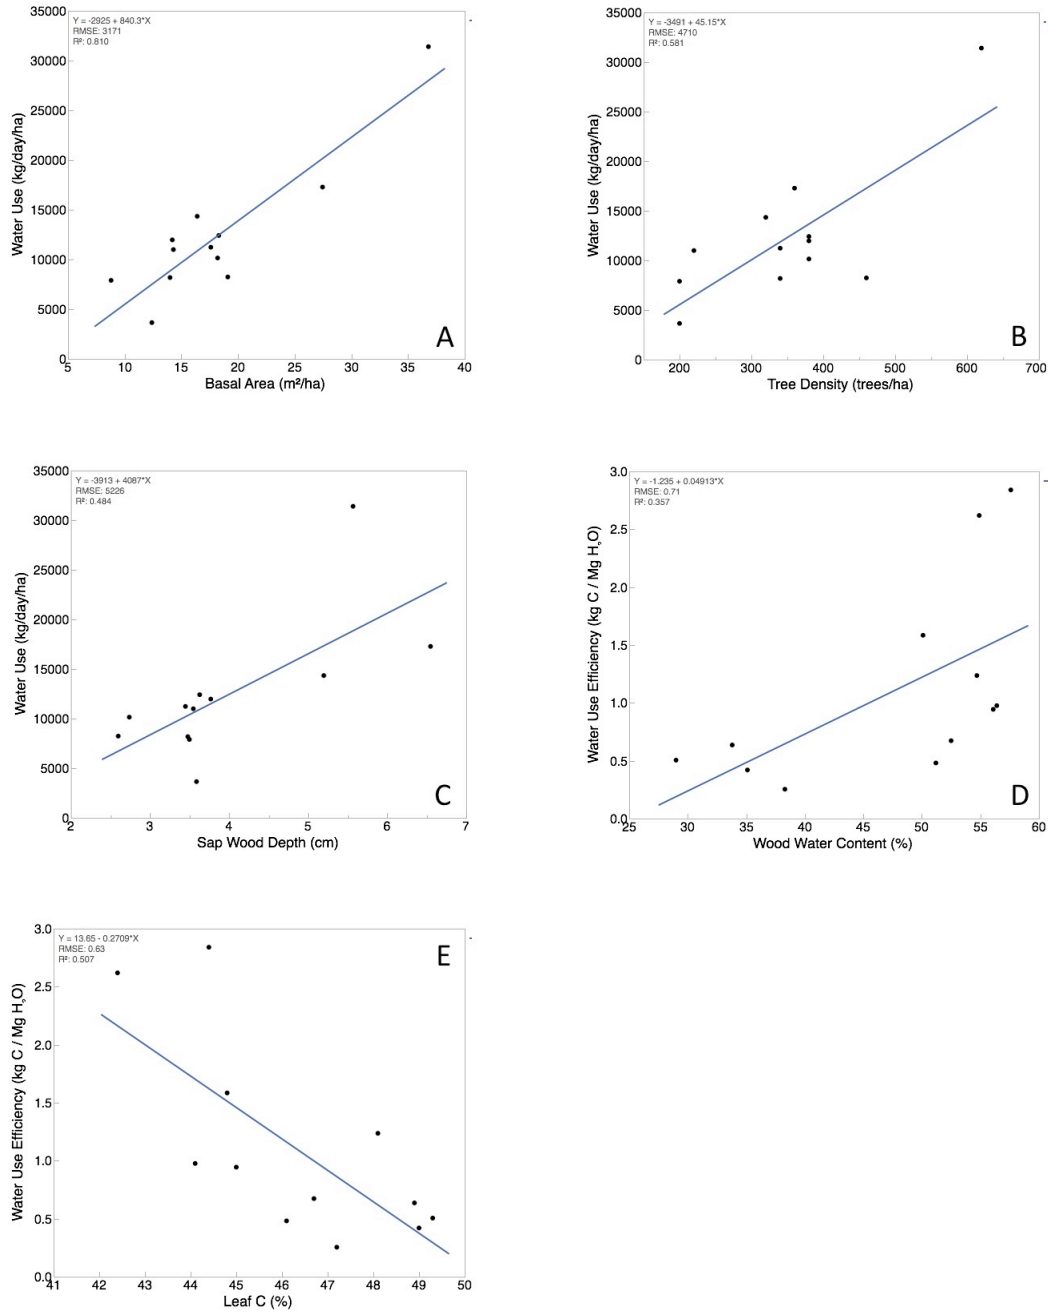 Y = -2925 + 840.3*X
RMSE: 3171
R²: 0.810
35000
30000
25000
20000
15000
10000
5000
0
Water Use (kg/day/ha)
5 10 15 20 25 30 35 40
Basal Area (m²/ha)
A
Y = -3491 + 45.15*X
RMSE: 4710
R²: 0.581
35000
30000
25000
20000
15000
10000
5000
0
Water Use (kg/day/ha)
200 300 400 500 600 700
Tree Density (trees/ha)
B
Y = -3913 + 4087*X
RMSE: 5226
R²: 0.484
35000
30000
25000
20000
15000
10000
5000
0
Water Use (kg/day/ha)
2 3 4 5 6 7
Sap Wood Depth (cm)
C
Y = -1.235 + 0.04913*X
RMSE: 0.71
R²: 0.357
3.0
2.5
2.0
1.5
1.0
0.5
0.0
Water Use Efficiency (kg C / Mg H₂O)
25 30 35 40 45 50 55 60
Wood Water Content (%)
D
Y = 13.65 - 0.2709*X
RMSE: 0.63
R²: 0.507
3.0
2.5
2.0
1.5
1.0
0.5
0.0
Water Use Efficiency (kg C / Mg H₂O)
41 42 43 44 45 46 47 48 49 50
Leaf C (%)
E